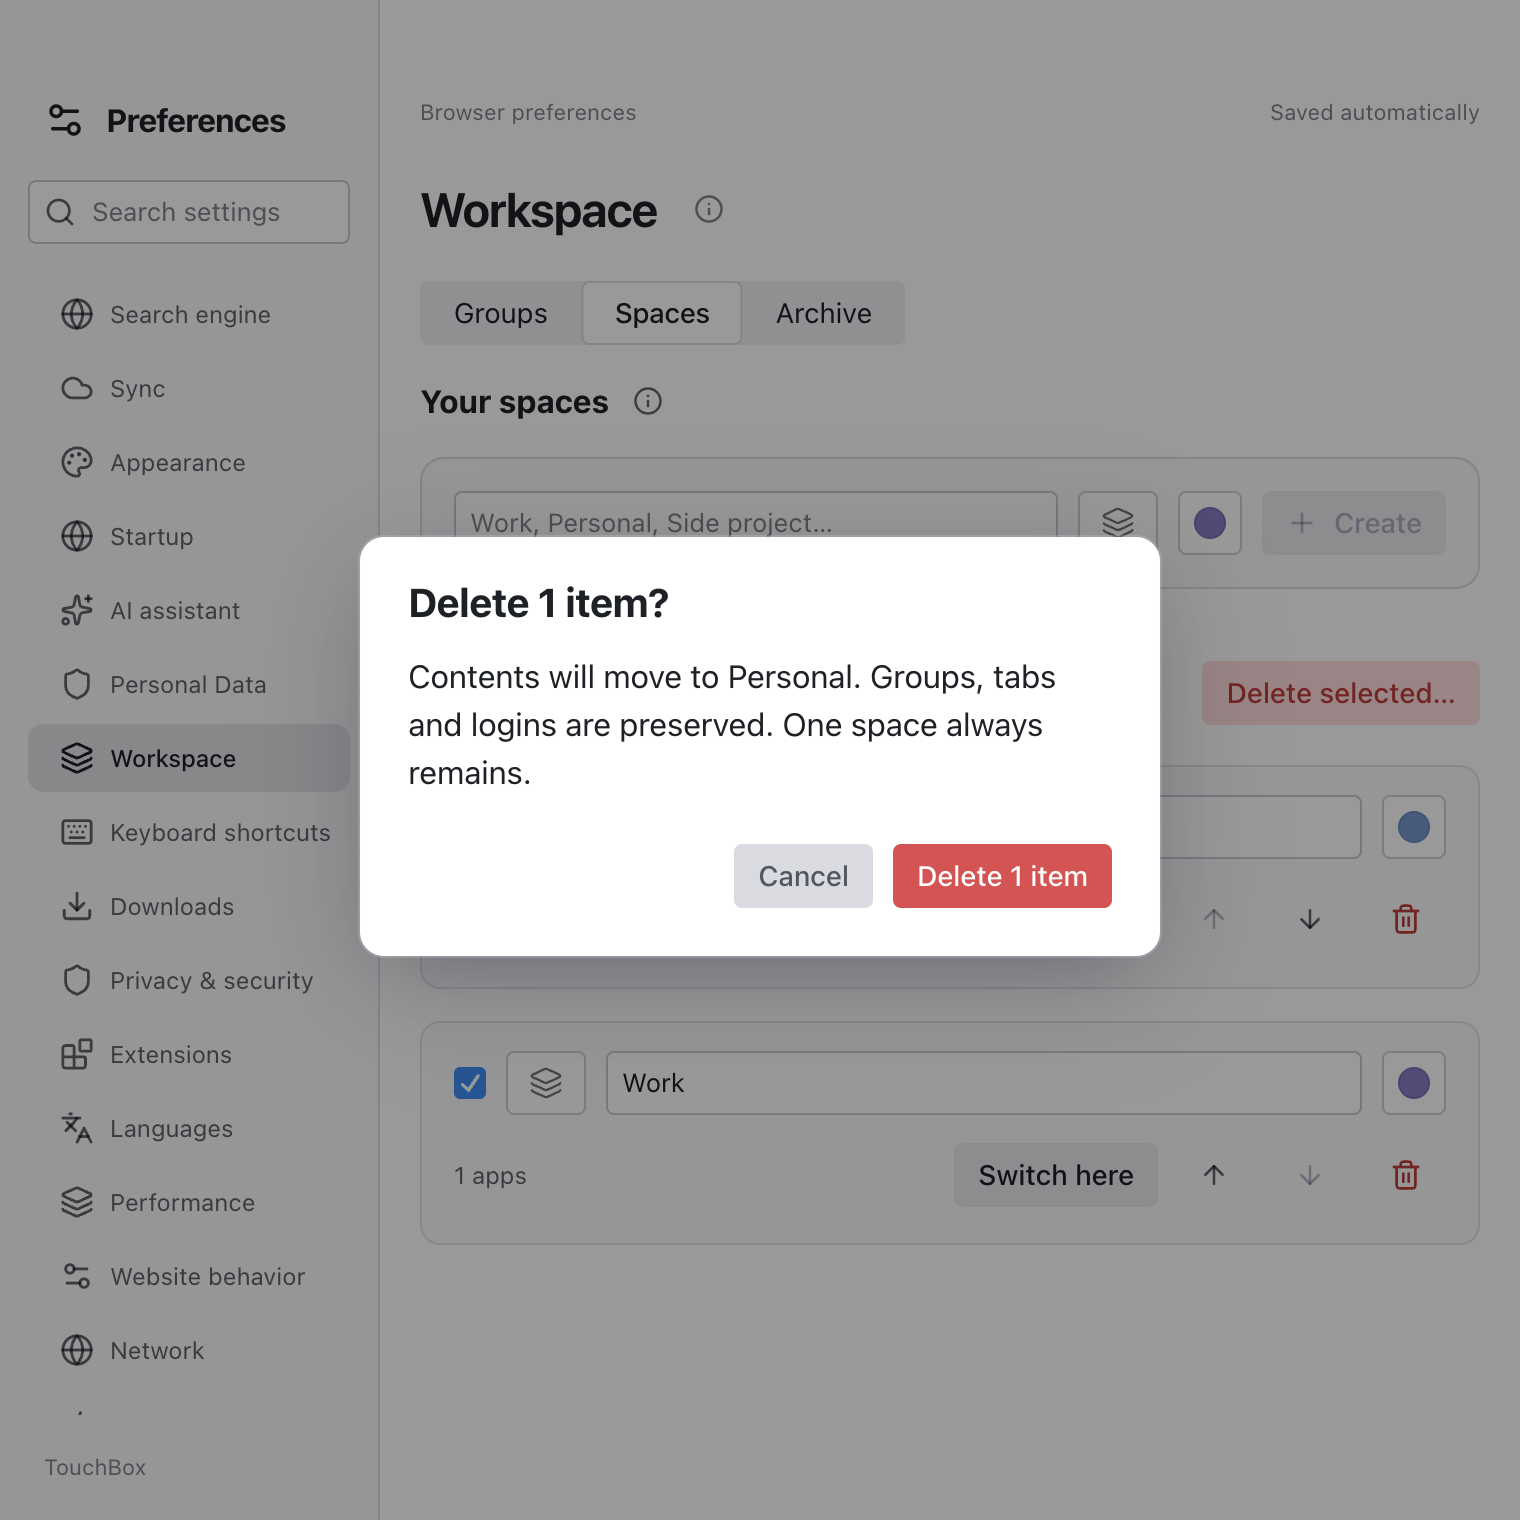 Preferences
Search settings
Search engine
Sync
Appearance
Startup
AI assistant
Personal Data
Workspace
Keyboard shortcuts
Downloads
Privacy & security
Extensions
Languages
Performance
Website behavior
Network
TouchBox
Browser preferences
Saved automatically
Workspace
Groups
Spaces
Archive
Your spaces
Work, Personal, Side project...
Create
Delete selected...
Delete 1 item?
Contents will move to Personal. Groups, tabs
and logins are preserved. One space always
remains.
Cancel
Delete 1 item
Work
1 apps
Switch here